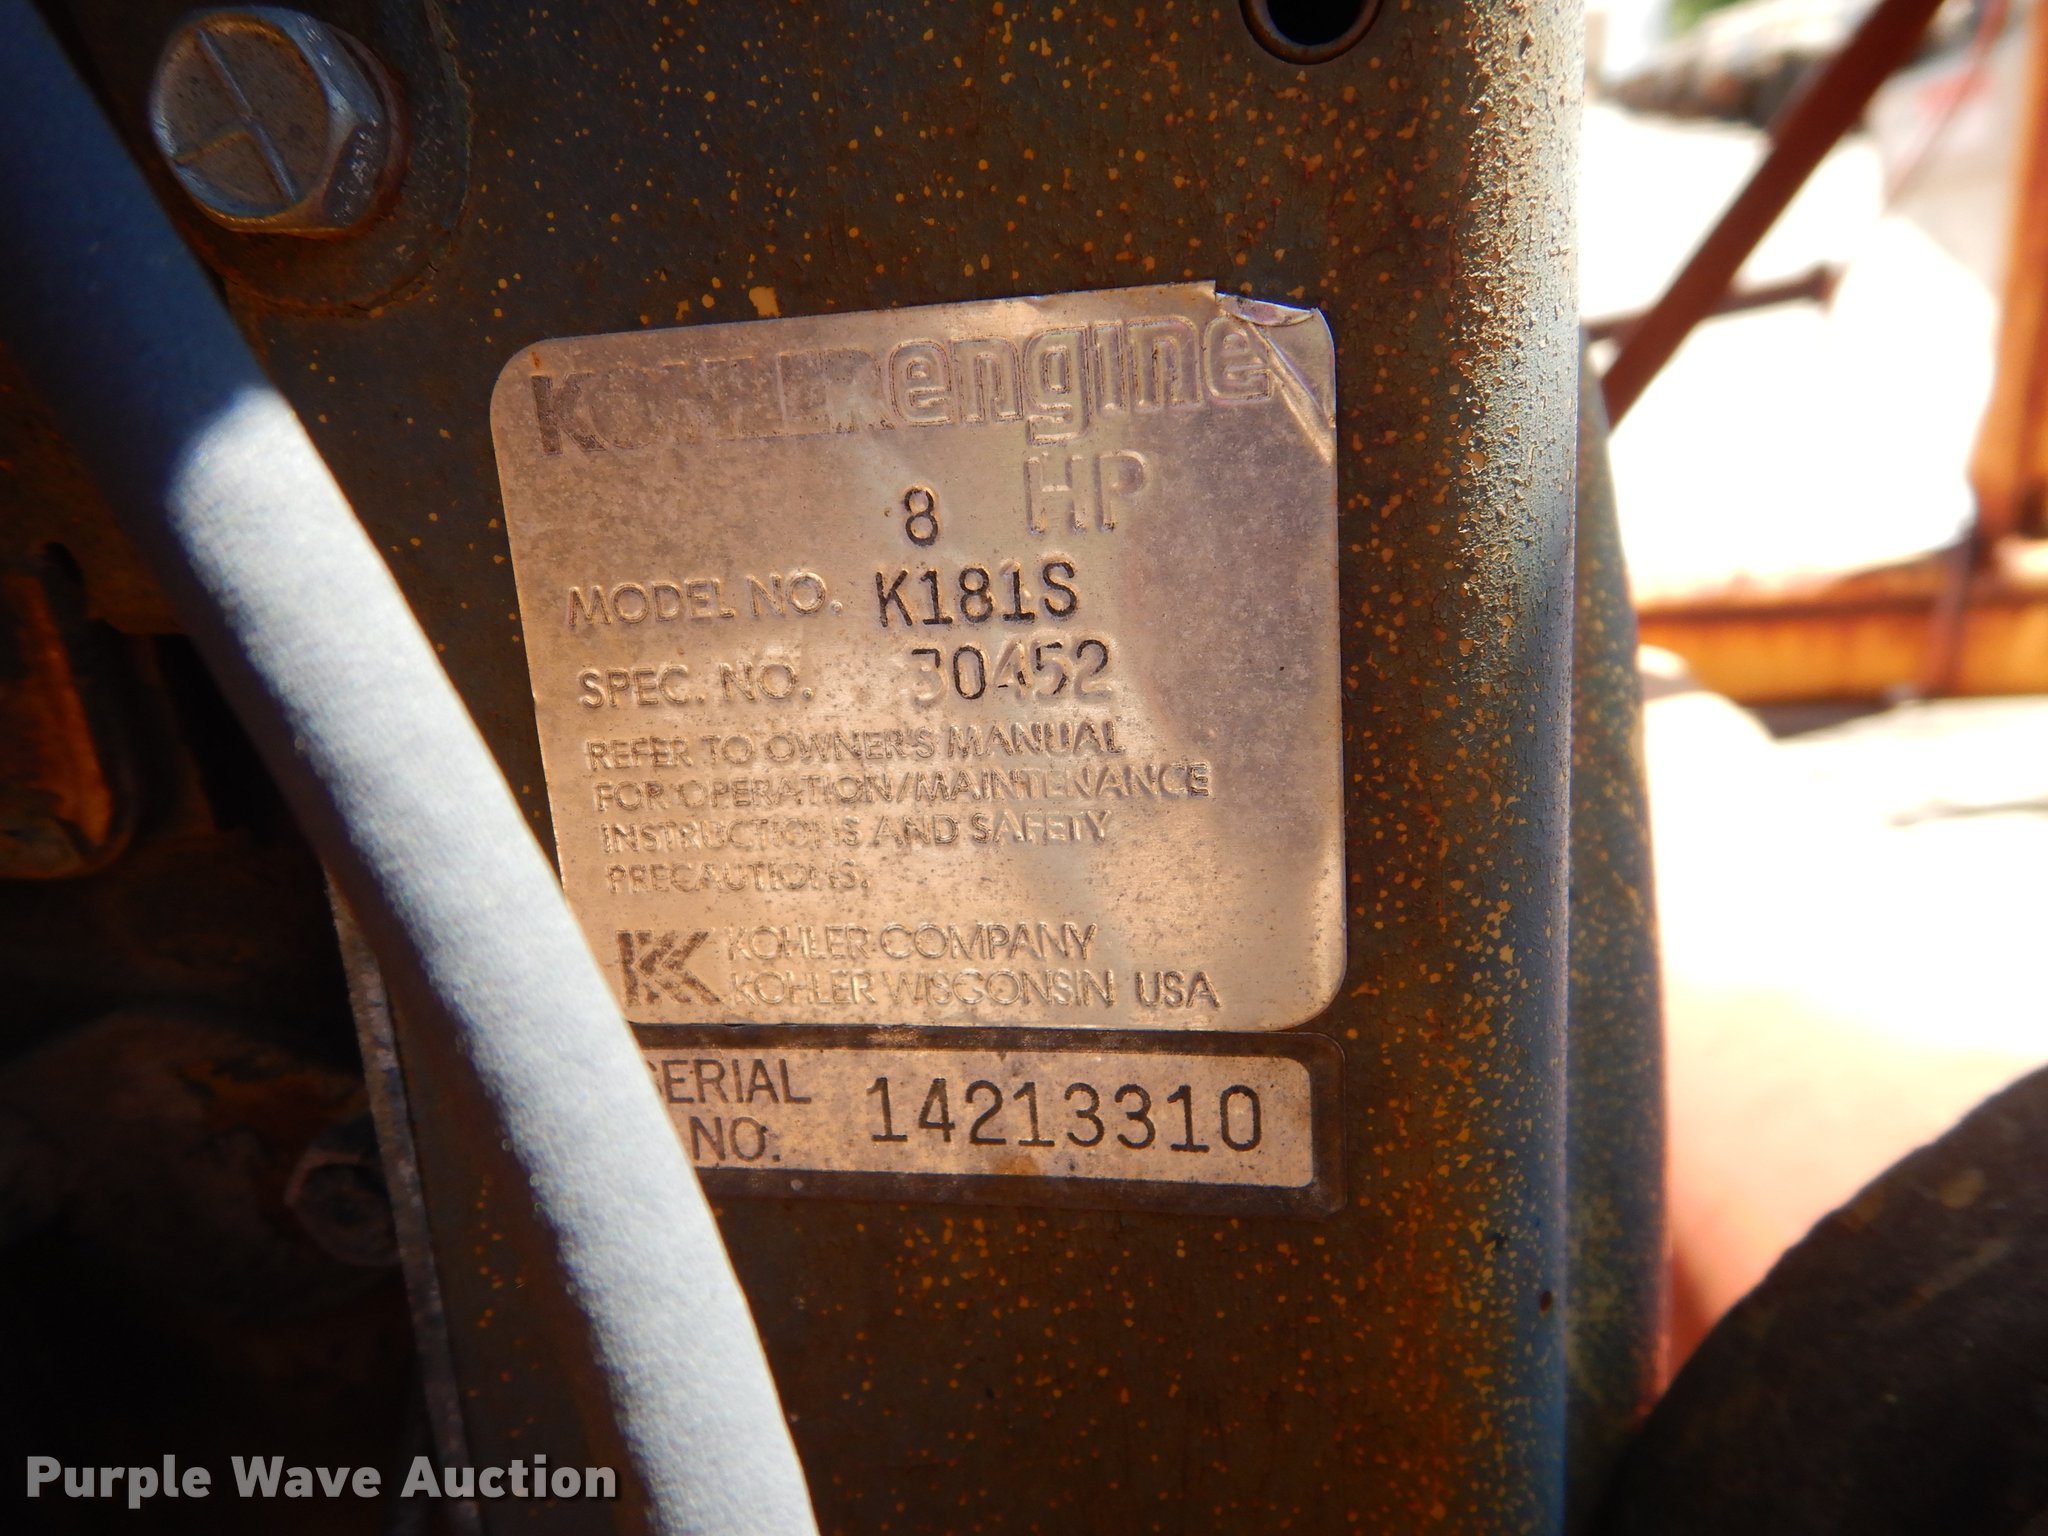 KOHLER engine
8 HP
MODEL NO. K181S
SPEC. NO. 30452
REFER TO OWNER'S MANUAL
FOR OPERATION/MAINTENANCE
INSTRUCTIONS AND SAFETY
PRECAUTIONS.
K KOHLER COMPANY
KOHLER WISCONSIN USA
SERIAL
NO. 14213310
Purple Wave Auction